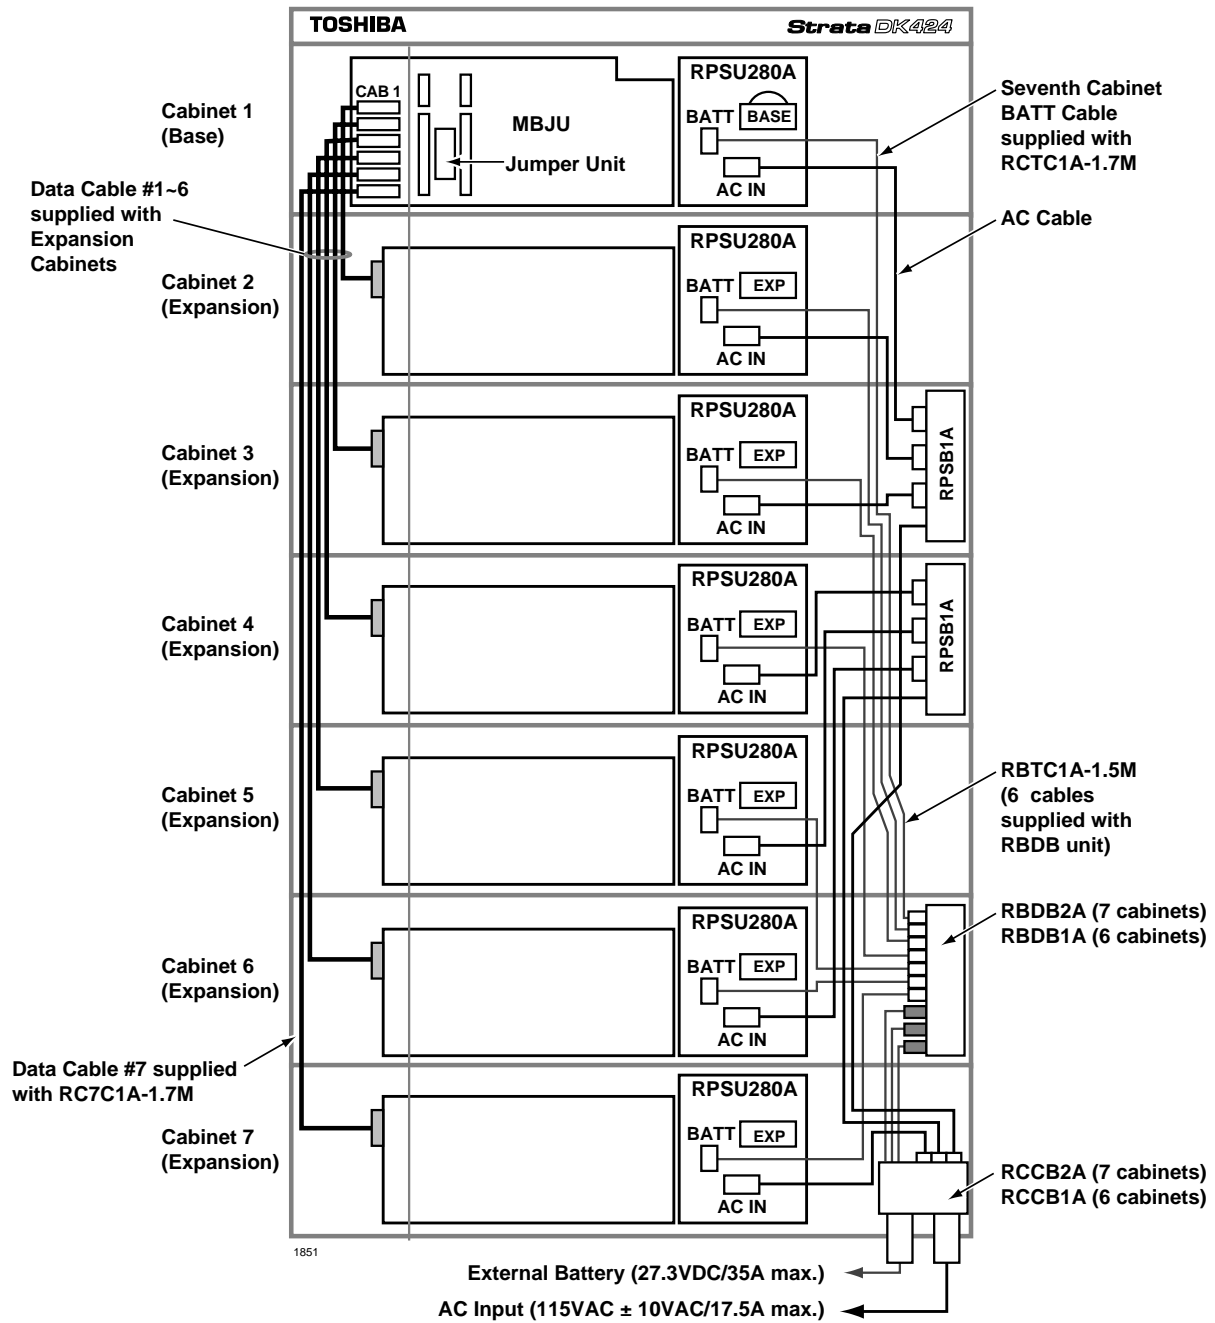 TOSHIBA
Strata DK424
Cabinet 1
(Base)
CAB 1
MBJU
Jumper Unit
RPSU280A
BATT
BASE
AC IN
Seventh Cabinet
BATT Cable
supplied with
RCTC1A-1.7M
Data Cable #1~6
supplied with
Expansion
Cabinets
AC Cable
Cabinet 2
(Expansion)
RPSU280A
BATT
EXP
AC IN
Cabinet 3
(Expansion)
RPSU280A
BATT
EXP
AC IN
RPSB1A
Cabinet 4
(Expansion)
RPSU280A
BATT
EXP
AC IN
RPSB1A
Cabinet 5
(Expansion)
RPSU280A
BATT
EXP
AC IN
RBTC1A-1.5M
(6 cables
supplied with
RBDB unit)
Cabinet 6
(Expansion)
RPSU280A
BATT
EXP
AC IN
RBDB2A (7 cabinets)
RBDB1A (6 cabinets)
Data Cable #7 supplied
with RC7C1A-1.7M
Cabinet 7
(Expansion)
RPSU280A
BATT
EXP
AC IN
RCCB2A (7 cabinets)
RCCB1A (6 cabinets)
1851
External Battery (27.3VDC/35A max.)
AC Input (115VAC ± 10VAC/17.5A max.)